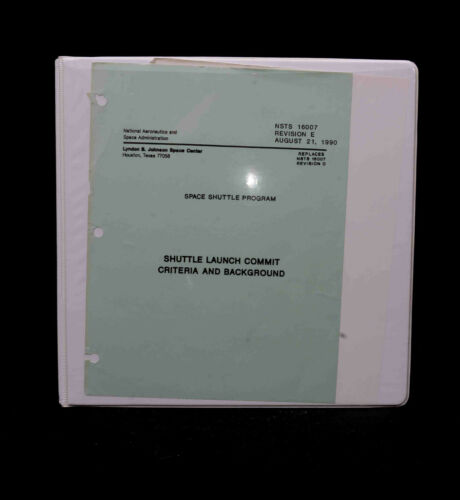 National Aeronautics and
Space Administration
Lyndon B. Johnson Space Center
Houston, Texas 77058
NSTS 16007
REVISION E
AUGUST 21, 1990
REPLACES
NSTS 16007
REVISION D
SPACE SHUTTLE PROGRAM
SHUTTLE LAUNCH COMMIT
CRITERIA AND BACKGROUND